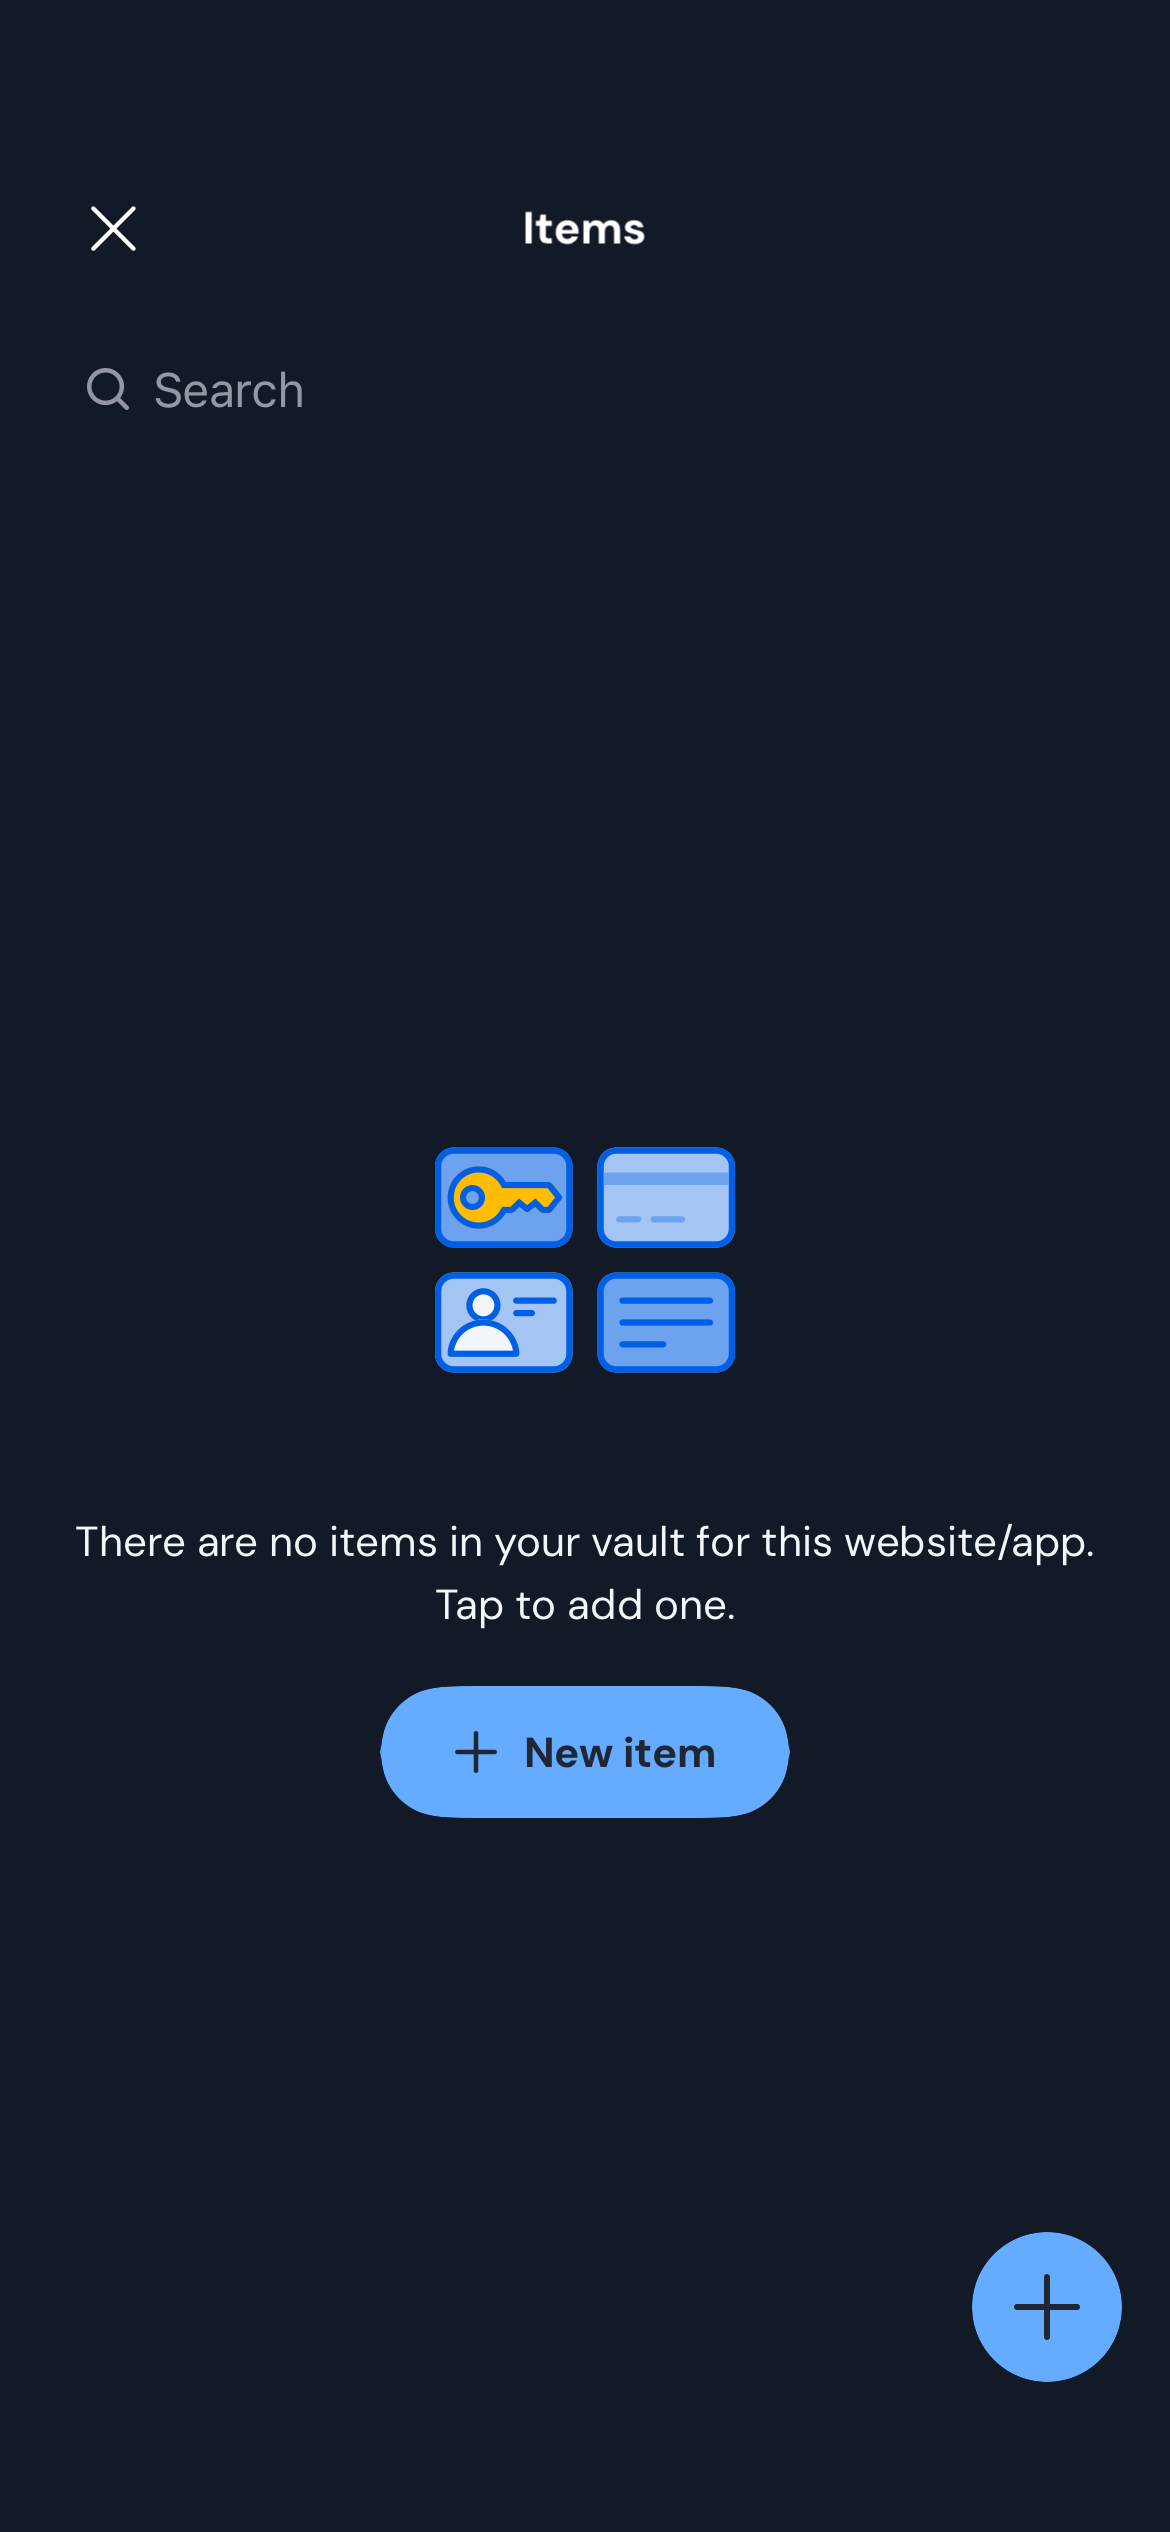 Items
Search
There are no items in your vault for this website/app.
Tap to add one.
New item